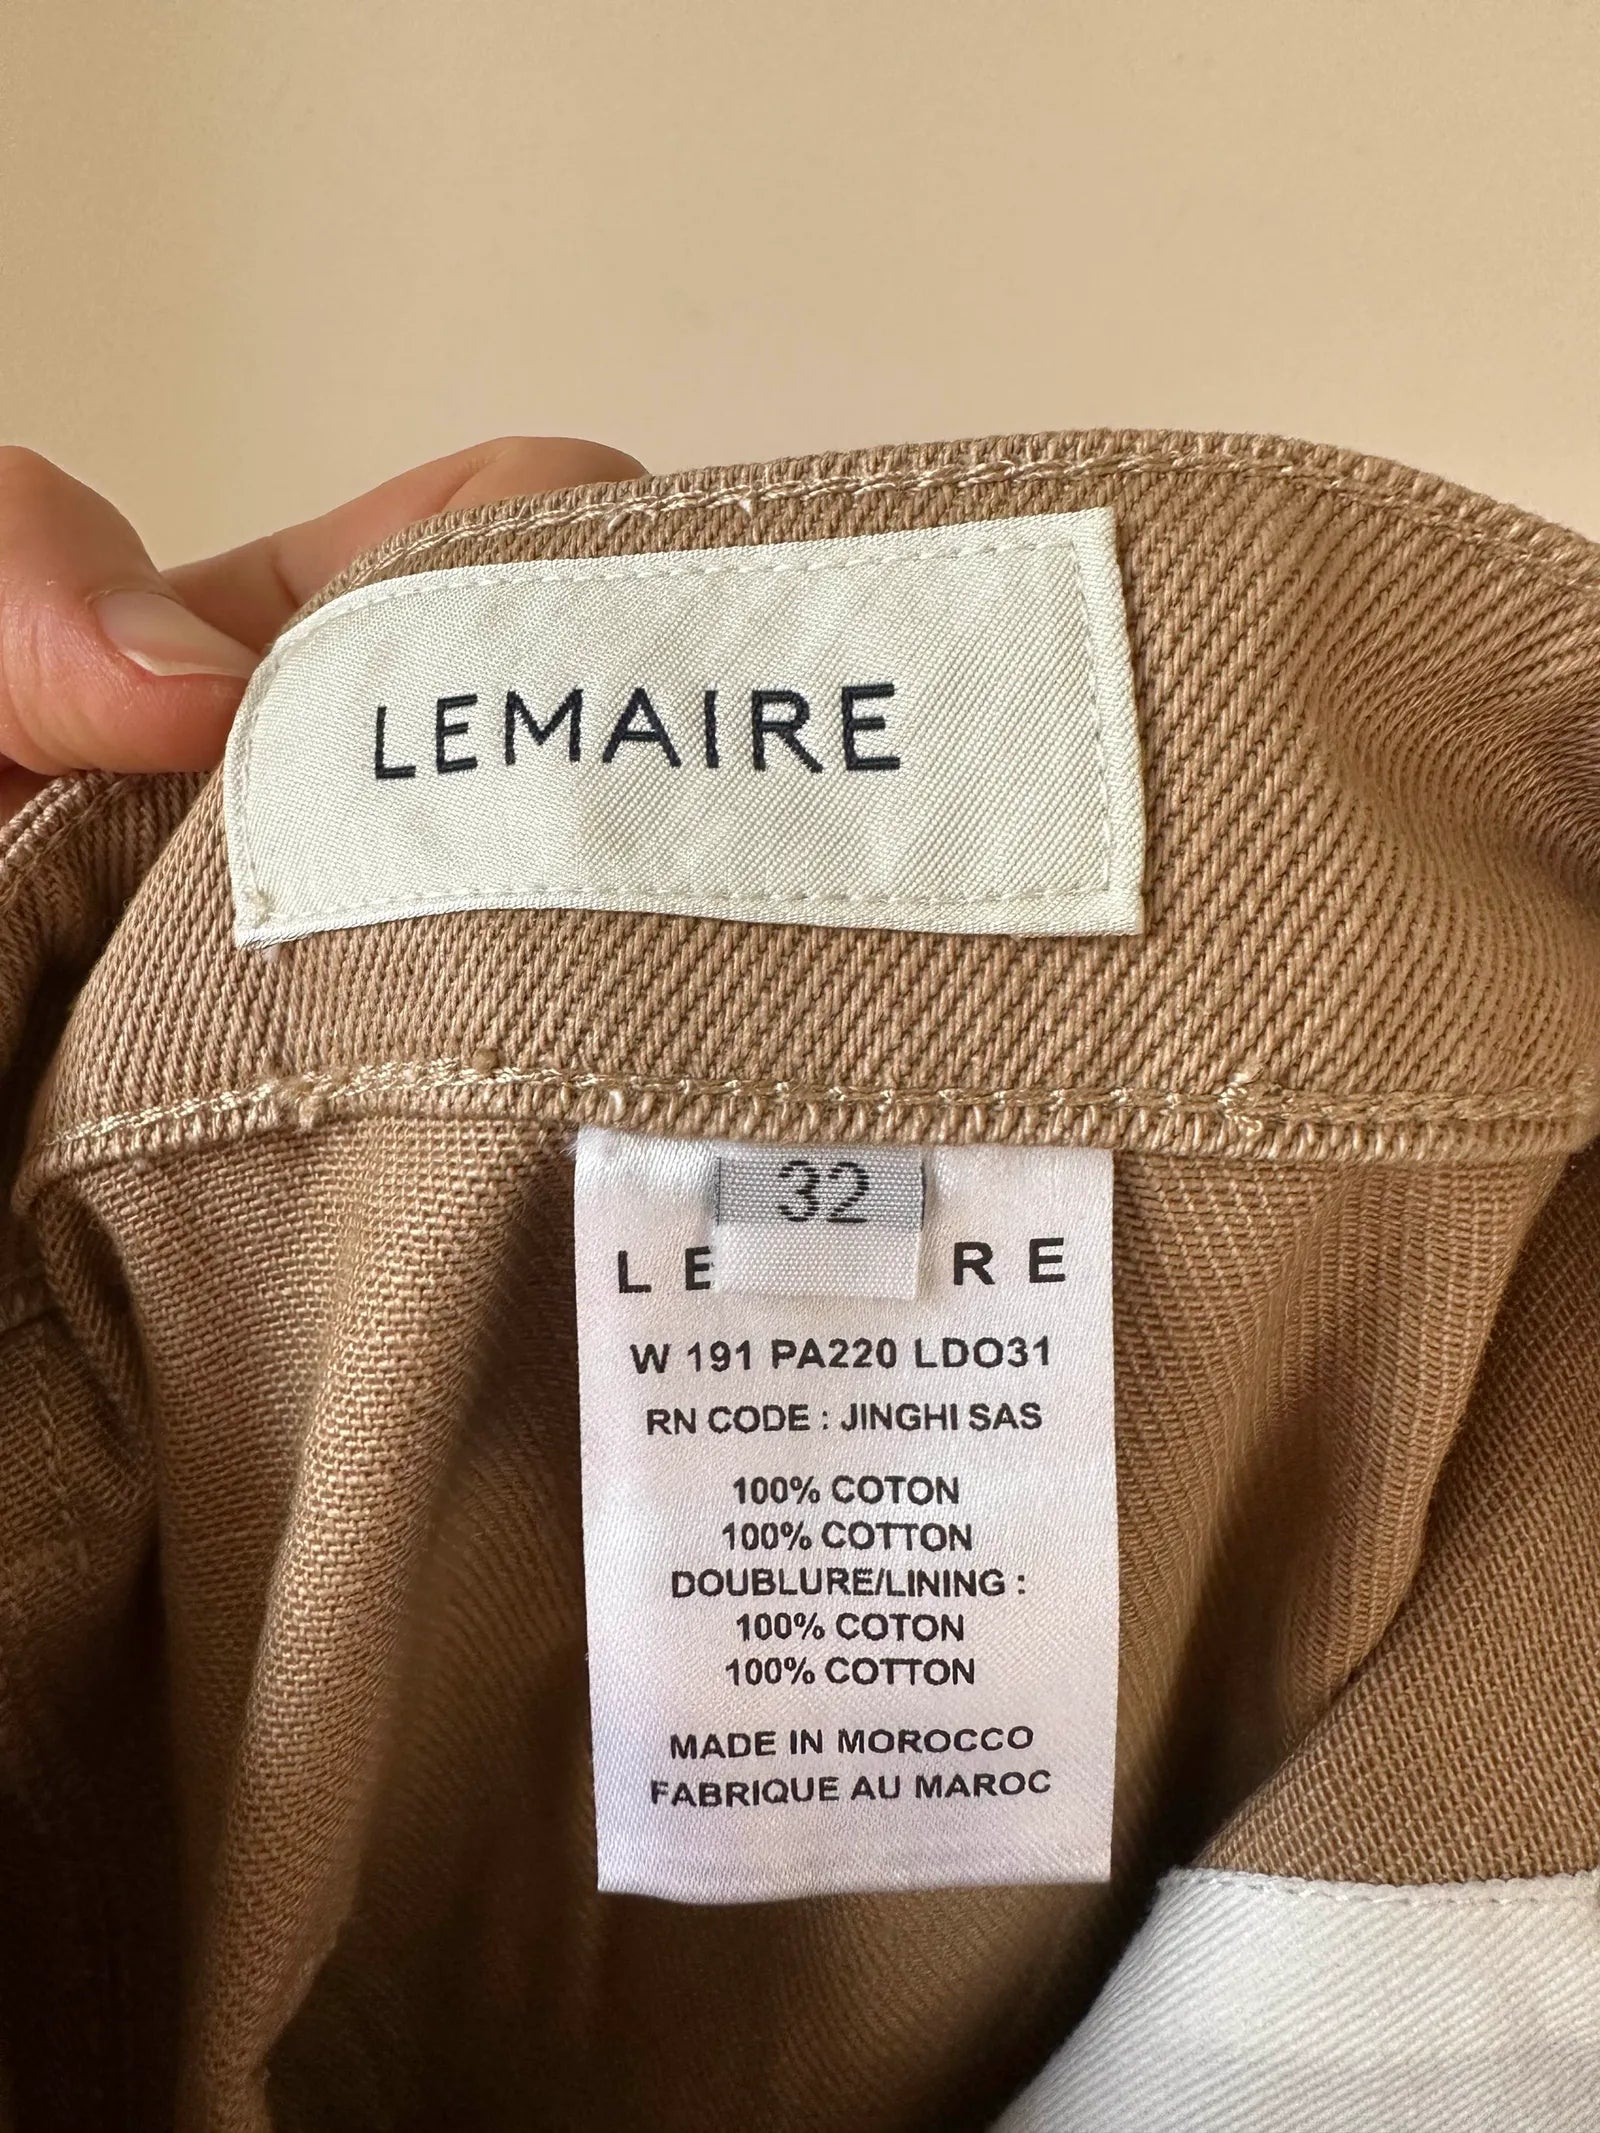 LEMAIRE
32
LE RE
W 191 PA220 LDO31
RN CODE : JINGHI SAS
100% COTON
100% COTTON
DOUBLURE/LINING :
100% COTON
100% COTTON
MADE IN MOROCCO
FABRIQUE AU MAROC